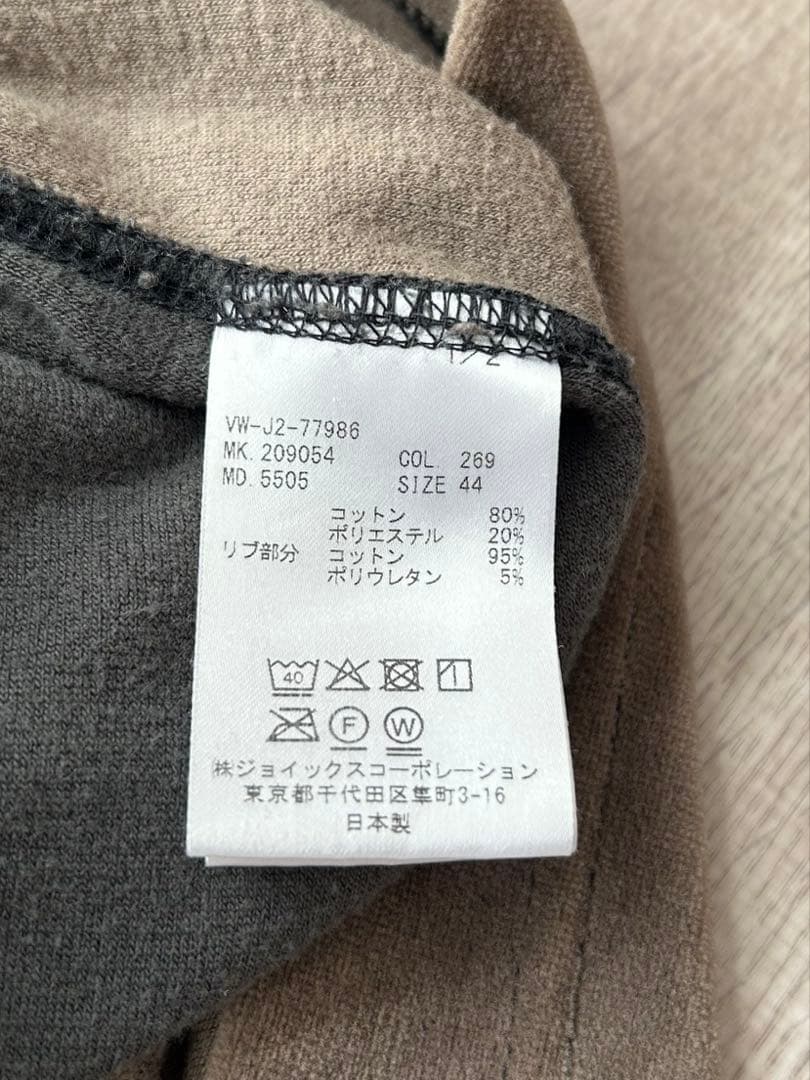 1/2
VW-J2-77986
MK. 209054 COL. 269
MD. 5505 SIZE 44
コットン 80%
ポリエステル 20%
リブ部分 コットン 95%
ポリウレタン 5%
40
F W
㈱ジョイックスコーポレーション
東京都千代田区隼町3-16
日本製